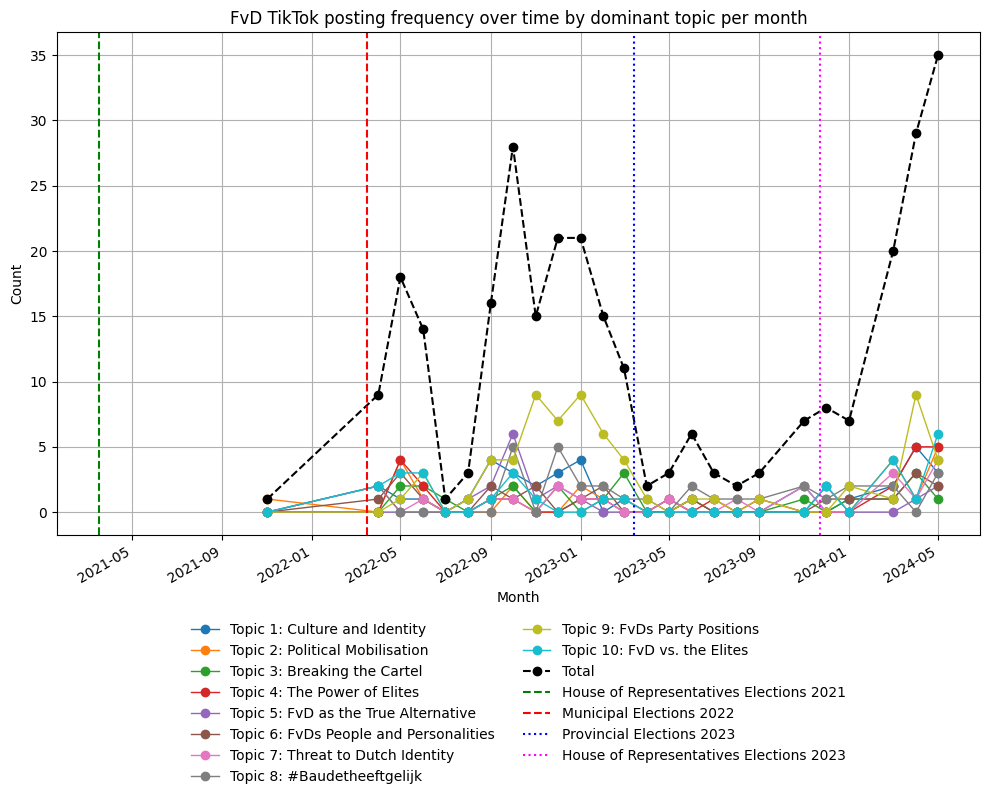 FvD TikTok posting frequency over time by dominant topic per month
Count
35
30
25
20
15
10
5
0
2021-05
2021-09
2022-01
2022-05
2022-09
2023-01
2023-05
2023-09
2024-01
2024-05
Month
Topic 1: Culture and Identity
Topic 2: Political Mobilisation
Topic 3: Breaking the Cartel
Topic 4: The Power of Elites
Topic 5: FvD as the True Alternative
Topic 6: FvDs People and Personalities
Topic 7: Threat to Dutch Identity
Topic 8: #Baudetheeftgelijk
Topic 9: FvDs Party Positions
Topic 10: FvD vs. the Elites
Total
House of Representatives Elections 2021
Municipal Elections 2022
Provincial Elections 2023
House of Representatives Elections 2023